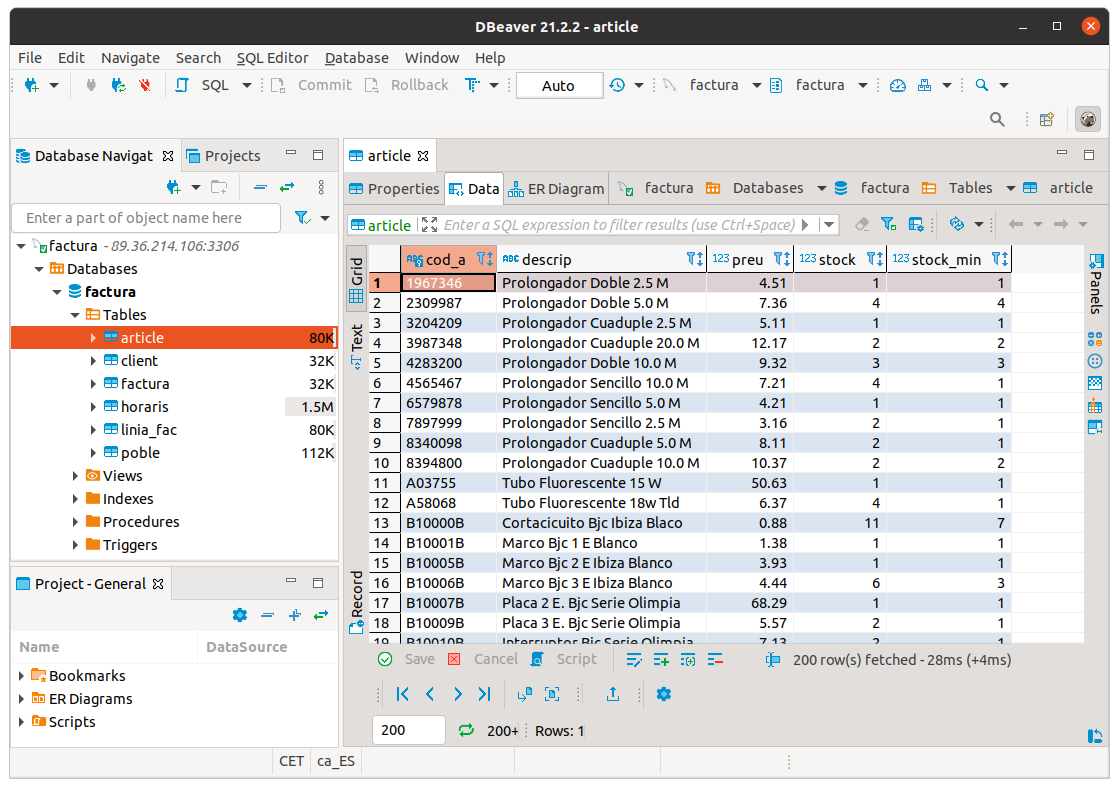 DBeaver 21.2.2 - article
File Edit Navigate Search SQL Editor Database Window Help
SQL Commit Rollback Auto factura factura
Database Navigat Projects
Enter a part of object name here
factura - 89.36.214.106:3306
Databases
factura
Tables
article 80K
client 32K
factura 32K
horaris 1.5M
linia_fac 80K
poble 112K
Views
Indexes
Procedures
Triggers
Project - General
Name DataSource
Bookmarks
ER Diagrams
Scripts
article
Properties Data ER Diagram factura Databases factura Tables article
article Enter a SQL expression to filter results (use Ctrl+Space)
Grid
Text
Record
Panels
ABC cod_a ABC descrip 123 preu 123 stock 123 stock_min
1 1967346 Prolongador Doble 2.5 M 4.51 1 1
2 2309987 Prolongador Doble 5.0 M 7.36 4 4
3 3204209 Prolongador Cuaduple 2.5 M 5.11 1 1
4 3987348 Prolongador Cuaduple 20.0 M 12.17 2 2
5 4283200 Prolongador Doble 10.0 M 9.32 3 3
6 4565467 Prolongador Sencillo 10.0 M 7.21 4 1
7 6579878 Prolongador Sencillo 5.0 M 4.21 1 1
8 7897999 Prolongador Sencillo 2.5 M 3.16 2 1
9 8340098 Prolongador Cuaduple 5.0 M 8.11 2 1
10 8394800 Prolongador Cuaduple 10.0 M 10.37 2 2
11 A03755 Tubo Fluorescente 15 W 50.63 1 1
12 A58068 Tubo Fluorescente 18w Tld 6.37 4 1
13 B10000B Cortacicuito Bjc Ibiza Blaco 0.88 11 7
14 B10001B Marco Bjc 1 E Blanco 1.38 1 1
15 B10005B Marco Bjc 2 E Ibiza Blanco 3.93 1 1
16 B10006B Marco Bjc 3 E Ibiza Blanco 4.44 6 3
17 B10007B Placa 2 E. Bjc Serie Olimpia 68.29 1 1
18 B10009B Placa 3 E. Bjc Serie Olimpia 5.57 2 1
19 B10010B Interruptor Bjc Serie Olimpia 7.13 2 1
Save Cancel Script 200 row(s) fetched - 28ms (+4ms)
200 200+ Rows: 1
CET ca_ES